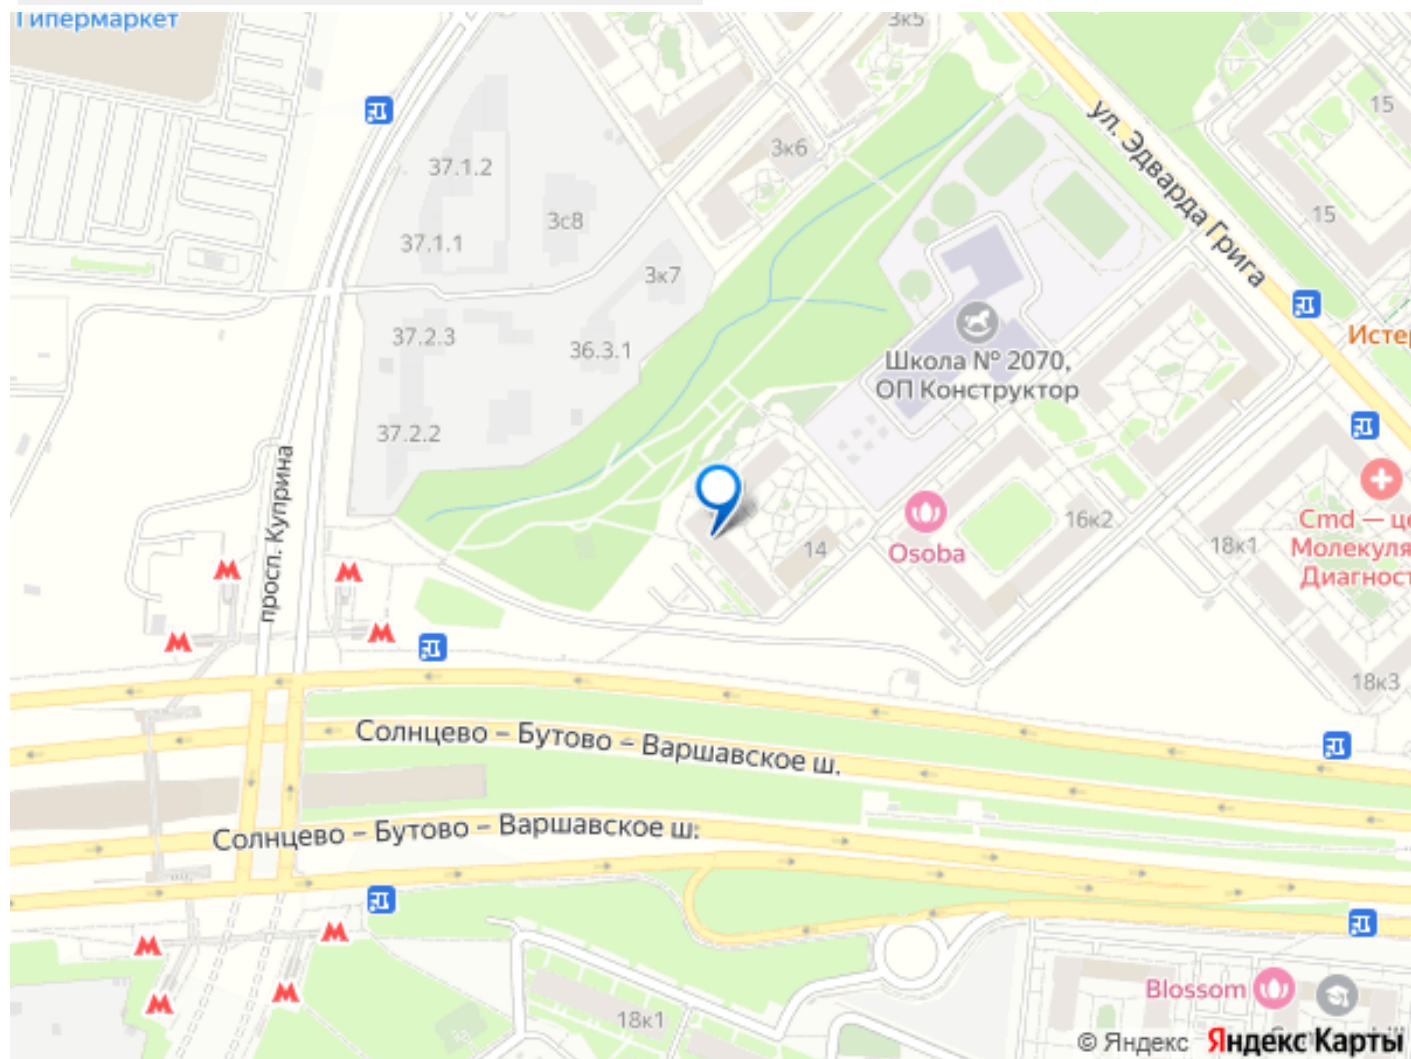 Гипермаркет
3к5
15
ул. Эдварда Грига
3к6
37.1.2
3с8
15
37.1.1
3к7
37.2.3
36.3.1
Школа № 2070,
ОП Конструктор
37.2.2
просп. Куприна
16к2
14
Osoba
18к1
Cmd — це
Молекуля
Диагност
18к3
Солнцево – Бутово – Варшавское ш.
Солнцево – Бутово – Варшавское ш.
Blossom
18к1
© Яндекс Яндекс Карты